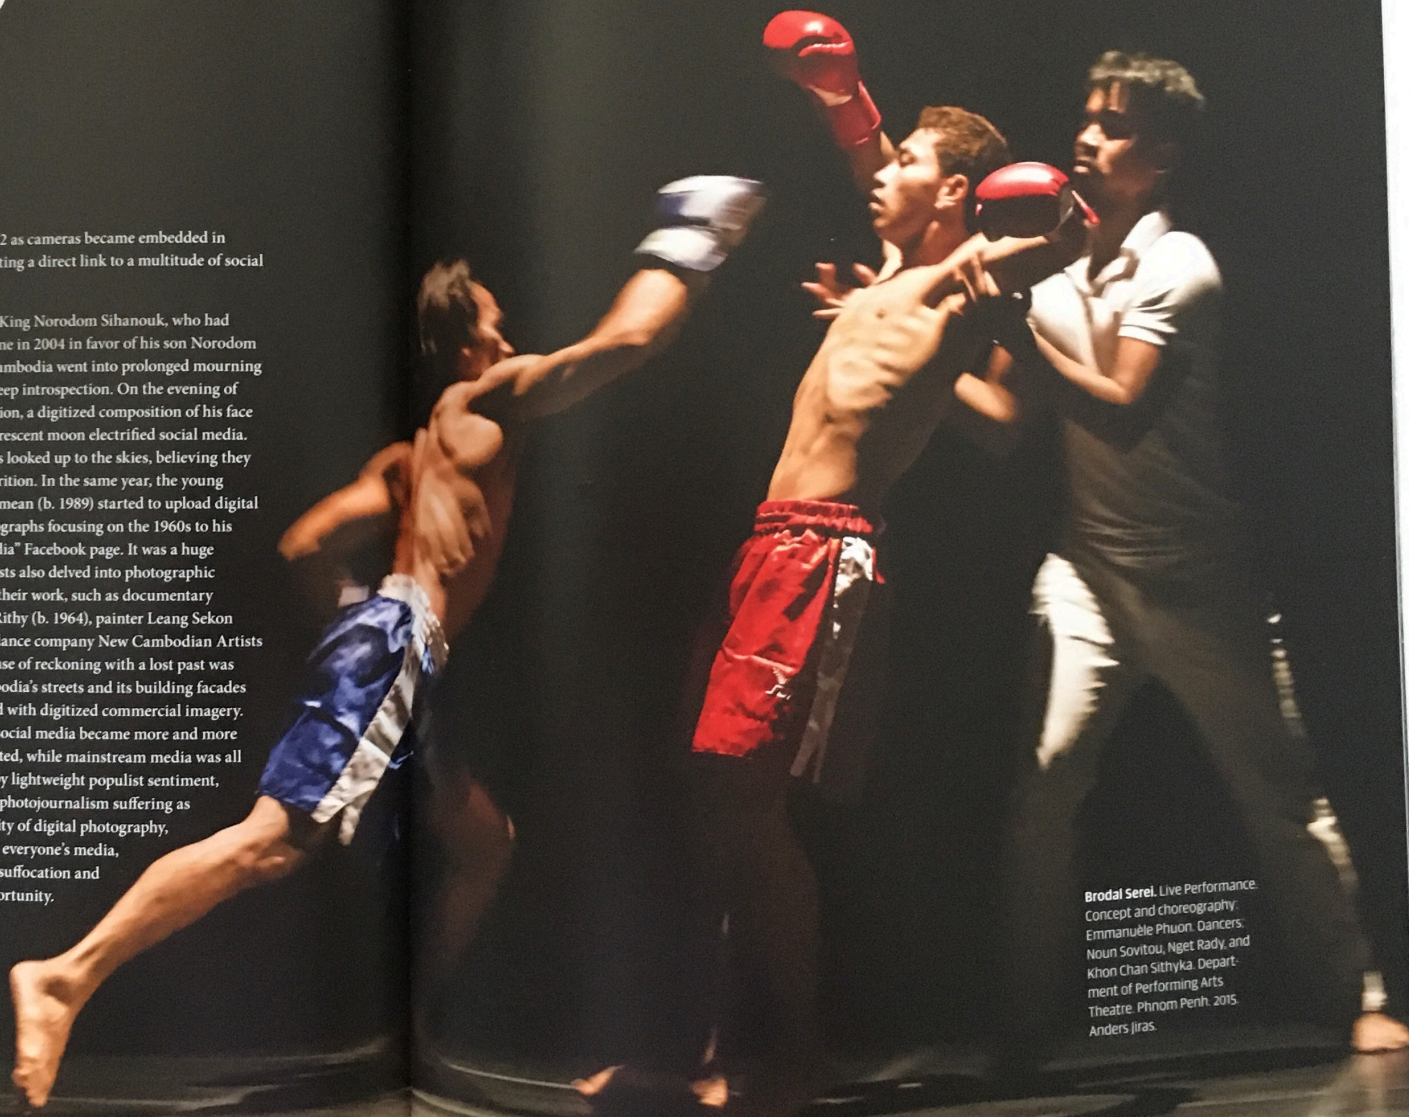 2 as cameras became embedded in
ting a direct link to a multitude of social
King Norodom Sihanouk, who had
ne in 2004 in favor of his son Norodom
ambodia went into prolonged mourning
eep introspection. On the evening of
ion, a digitized composition of his face
rescent moon electrified social media.
s looked up to the skies, believing they
rition. In the same year, the young
mean (b. 1989) started to upload digital
graphs focusing on the 1960s to his
dia" Facebook page. It was a huge
sts also delved into photographic
their work, such as documentary
Rithy (b. 1964), painter Leang Sekon
dance company New Cambodian Artists
nse of reckoning with a lost past was
bodia's streets and its building facades
d with digitized commercial imagery.
social media became more and more
ted, while mainstream media was all
y lightweight populist sentiment,
photojournalism suffering as
ity of digital photography,
everyone's media,
suffocation and
ortunity.
Brodal Serei. Live Performance.
Concept and choreography:
Emmanuèle Phuon. Dancers:
Noun Sovitou, Nget Rady, and
Khon Chan Sithyka. Depart-
ment of Performing Arts
Theatre. Phnom Penh. 2015.
Anders Jiras.